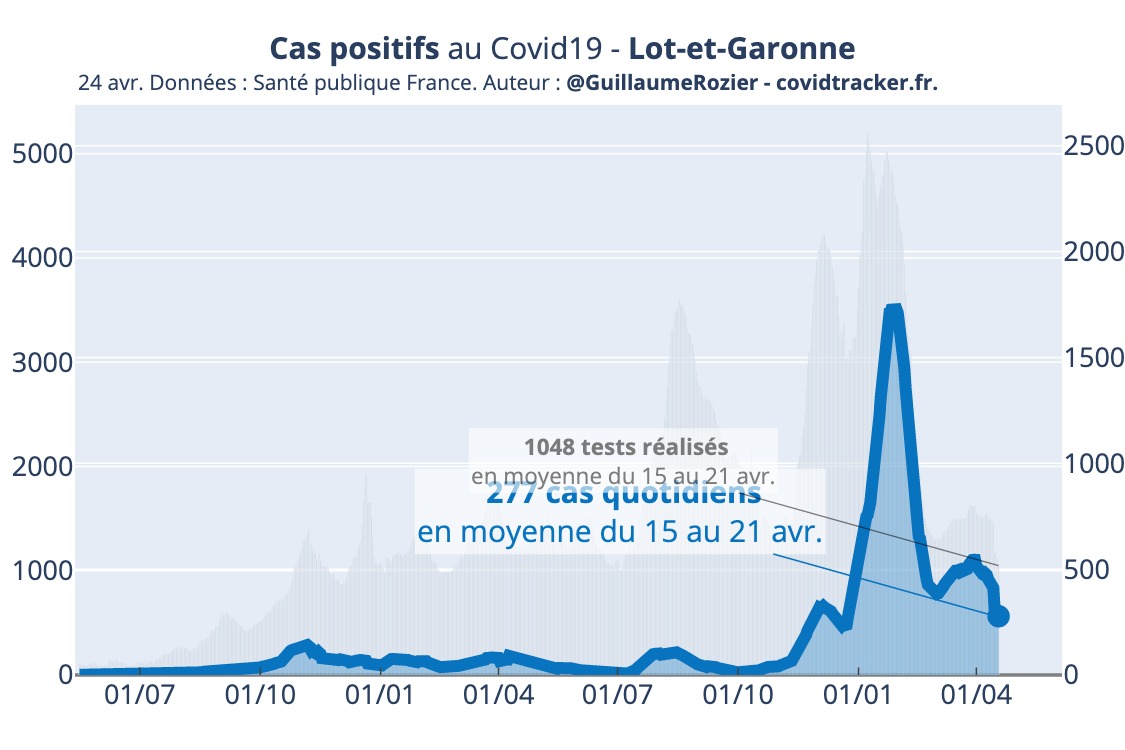 Cas positifs au Covid19 - Lot-et-Garonne
24 avr. Données : Santé publique France. Auteur : @GuillaumeRozier - covidtracker.fr.
5000
4000
3000
2000
1000
0
2500
2000
1500
1000
500
0
1048 tests réalisés
en moyenne du 15 au 21 avr.
277 cas quotidiens
en moyenne du 15 au 21 avr.
01/07 01/10 01/01 01/04 01/07 01/10 01/01 01/04